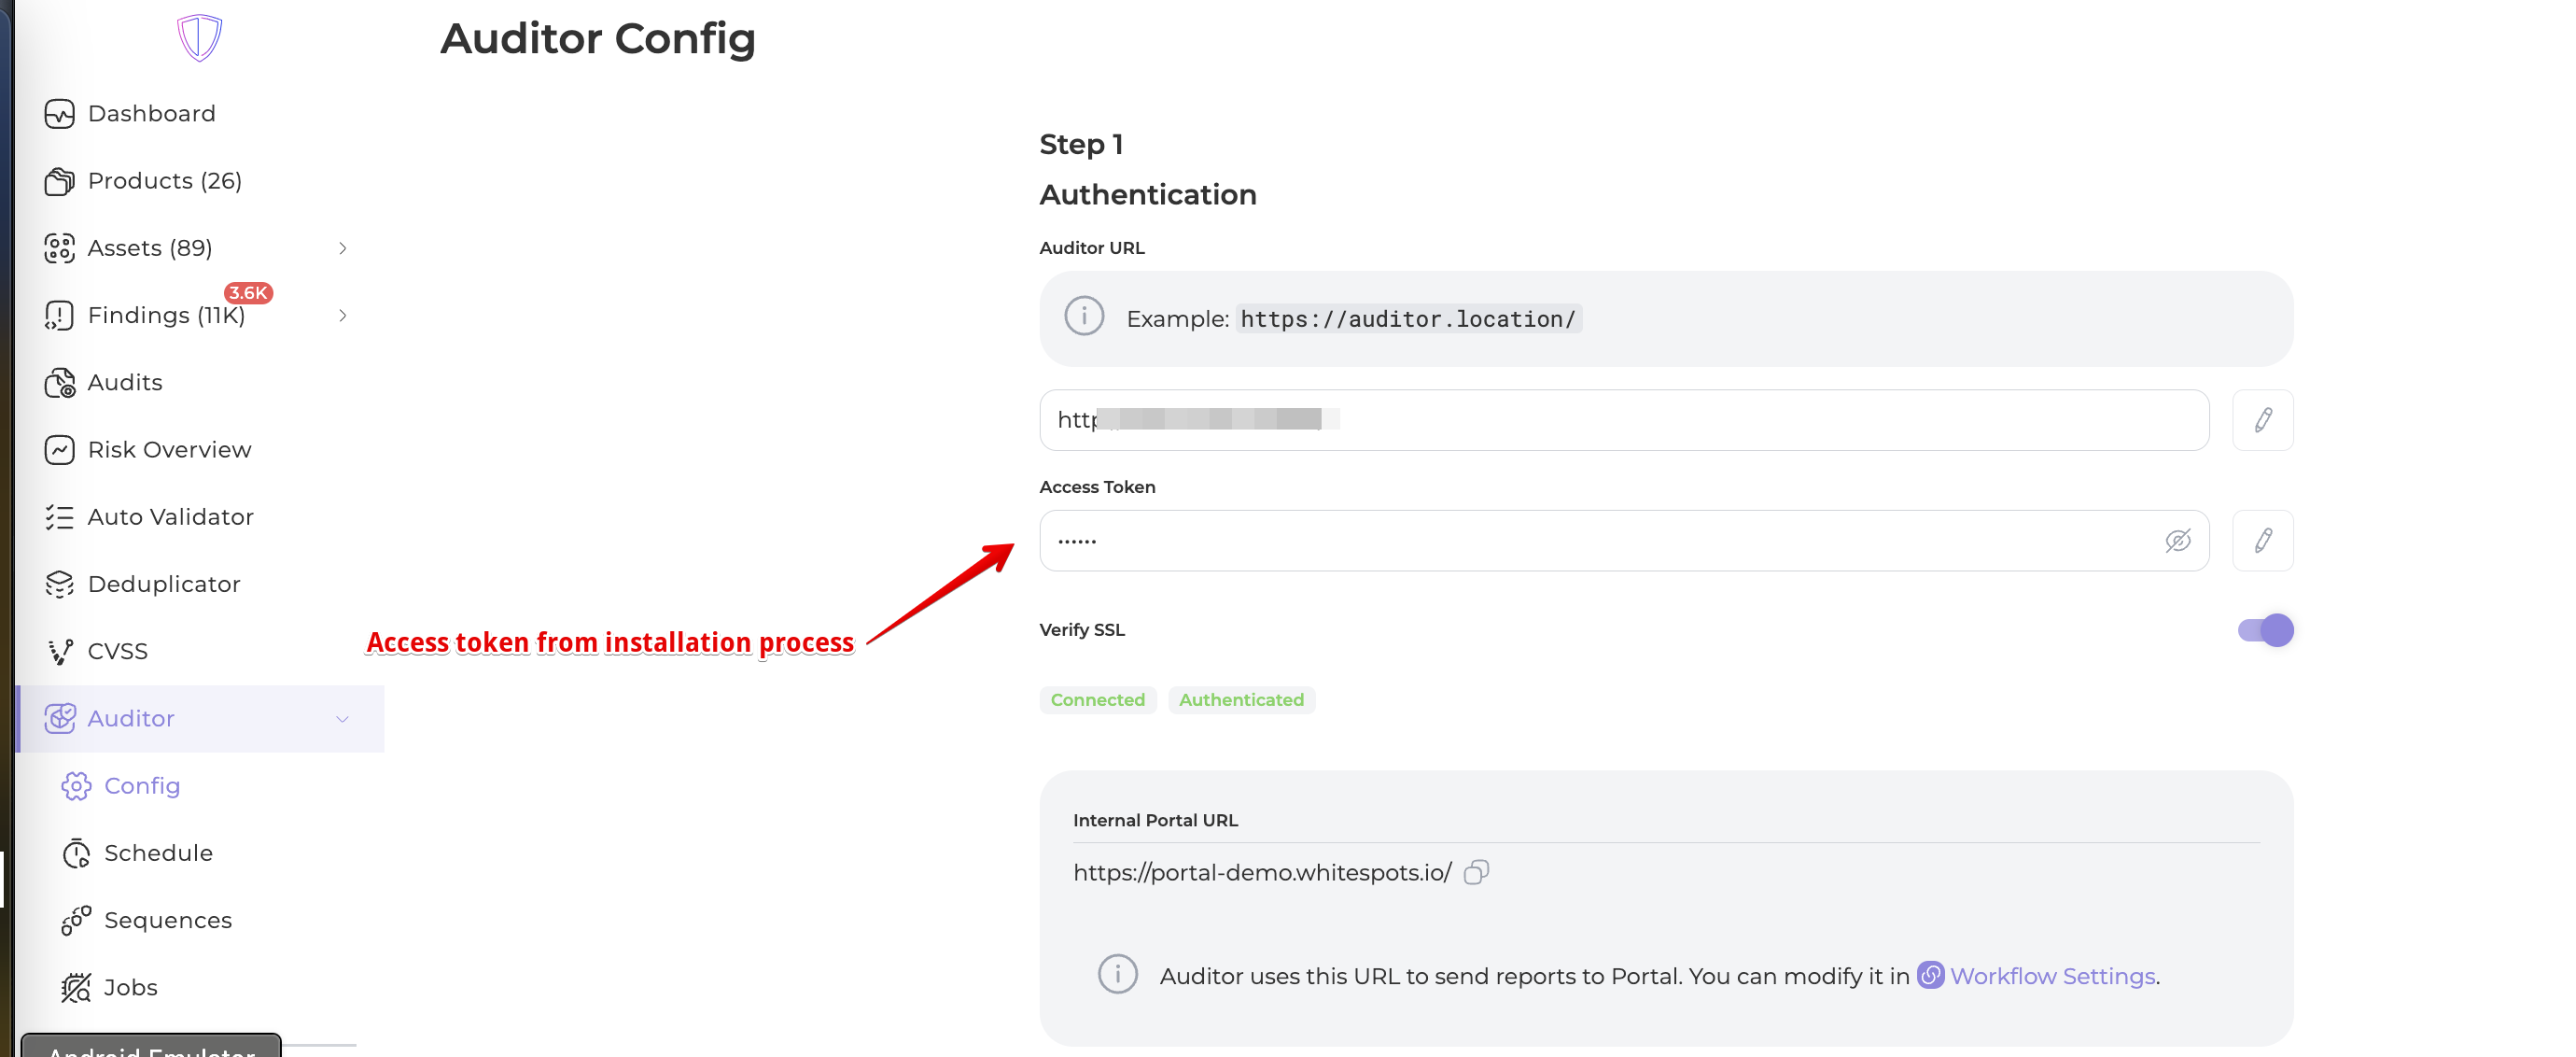 Auditor Config
Dashboard
Products (26)
Assets (89)
3.6K
Findings (11K)
Audits
Risk Overview
Auto Validator
Deduplicator
CVSS
Auditor
Config
Schedule
Sequences
Jobs
Android Emulator
Step 1
Authentication
Auditor URL
Example: https://auditor.location/
http
Access Token
••••••
Access token from installation process
Verify SSL
Connected Authenticated
Internal Portal URL
https://portal-demo.whitespots.io/
Auditor uses this URL to send reports to Portal. You can modify it in Workflow Settings.